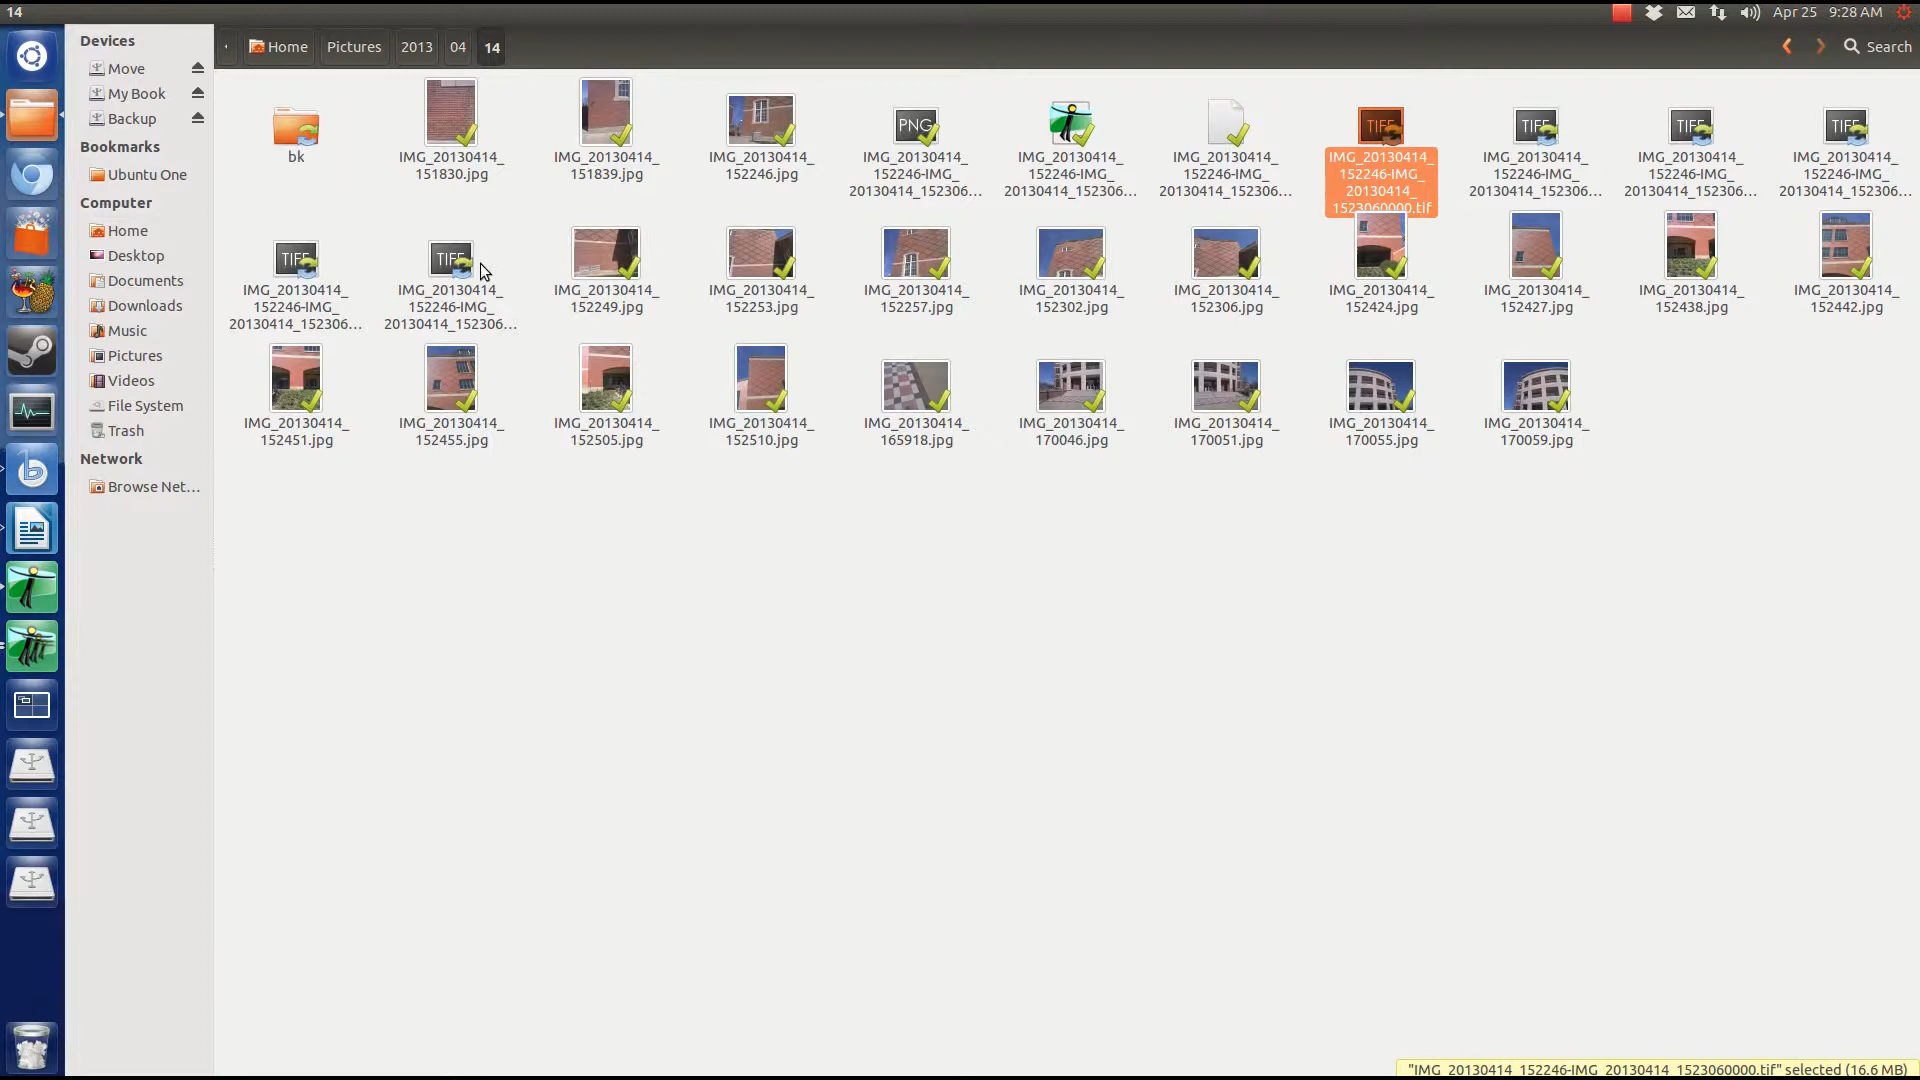 14
Apr 25 9:28 AM
Devices
Move
My Book
Backup
Bookmarks
Ubuntu One
Computer
Home
Desktop
Documents
Downloads
Music
Pictures
Videos
File System
Trash
Network
Browse Net...
Home Pictures 2013 04 14
Search
bk
IMG_20130414_
151830.jpg
IMG_20130414_
151839.jpg
IMG_20130414_
152246.jpg
PNG
IMG_20130414_
152246-IMG_
20130414_152306...
IMG_20130414_
152246-IMG_
20130414_152306...
IMG_20130414_
152246-IMG_
20130414_152306...
TIFF
IMG_20130414_
152246-IMG_
20130414_
1523060000.tif
TIFF
IMG_20130414_
152246-IMG_
20130414_152306...
TIFF
IMG_20130414_
152246-IMG_
20130414_152306...
TIFF
IMG_20130414_
152246-IMG_
20130414_152306...
TIFF
IMG_20130414_
152246-IMG_
20130414_152306...
TIFF
IMG_20130414_
152246-IMG_
20130414_152306...
IMG_20130414_
152249.jpg
IMG_20130414_
152253.jpg
IMG_20130414_
152257.jpg
IMG_20130414_
152302.jpg
IMG_20130414_
152306.jpg
IMG_20130414_
152424.jpg
IMG_20130414_
152427.jpg
IMG_20130414_
152438.jpg
IMG_20130414_
152442.jpg
IMG_20130414_
152451.jpg
IMG_20130414_
152455.jpg
IMG_20130414_
152505.jpg
IMG_20130414_
152510.jpg
IMG_20130414_
165918.jpg
IMG_20130414_
170046.jpg
IMG_20130414_
170051.jpg
IMG_20130414_
170055.jpg
IMG_20130414_
170059.jpg
"IMG_20130414_152246-IMG_20130414_1523060000.tif" selected (16.6 MB)